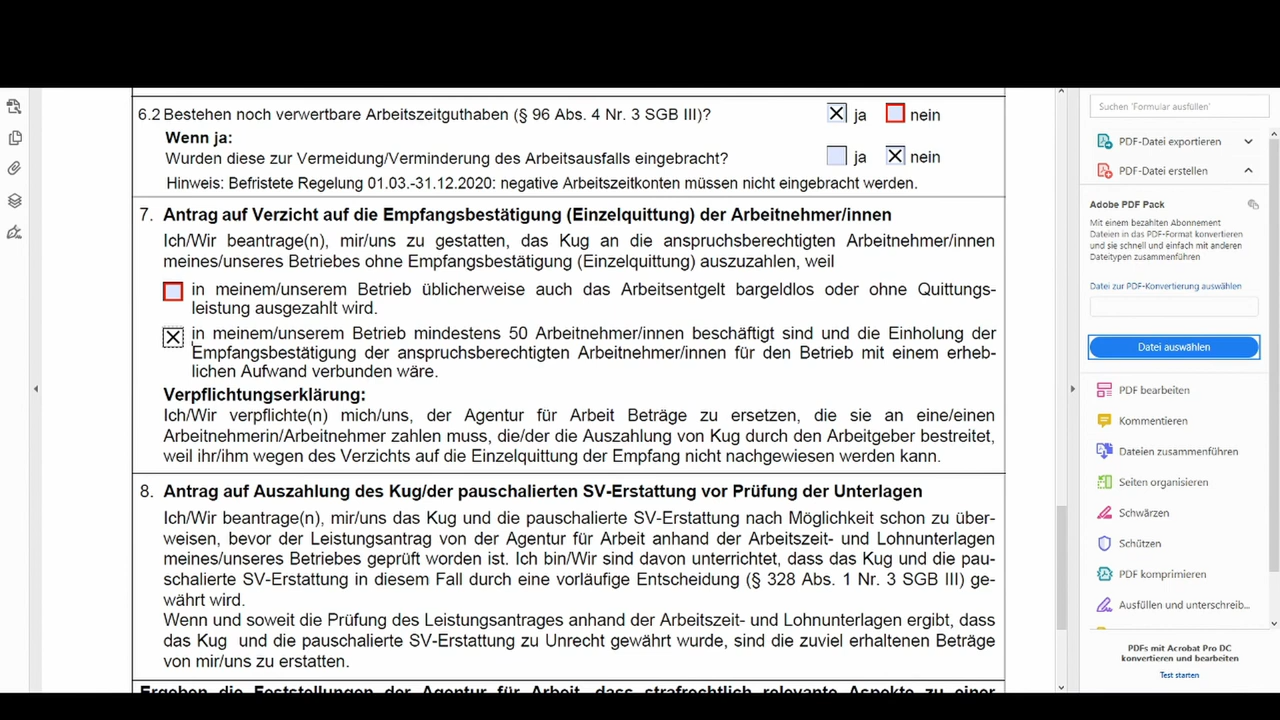 6.2 Bestehen noch verwertbare Arbeitszeitguthaben (§ 96 Abs. 4 Nr. 3 SGB III)? ja nein
Wenn ja:
Wurden diese zur Vermeidung/Verminderung des Arbeitsausfalls eingebracht? ja nein
Hinweis: Befristete Regelung 01.03.-31.12.2020: negative Arbeitszeitkonten müssen nicht eingebracht werden.
7. Antrag auf Verzicht auf die Empfangsbestätigung (Einzelquittung) der Arbeitnehmer/innen
Ich/Wir beantrage(n), mir/uns zu gestatten, das Kug an die anspruchsberechtigten Arbeitnehmer/innen
meines/unseres Betriebes ohne Empfangsbestätigung (Einzelquittung) auszuzahlen, weil
in meinem/unserem Betrieb üblicherweise auch das Arbeitsentgelt bargeldlos oder ohne Quittungs-
leistung ausgezahlt wird.
in meinem/unserem Betrieb mindestens 50 Arbeitnehmer/innen beschäftigt sind und die Einholung der
Empfangsbestätigung der anspruchsberechtigten Arbeitnehmer/innen für den Betrieb mit einem erheb-
lichen Aufwand verbunden wäre.
Verpflichtungserklärung:
Ich/Wir verpflichte(n) mich/uns, der Agentur für Arbeit Beträge zu ersetzen, die sie an eine/einen
Arbeitnehmerin/Arbeitnehmer zahlen muss, die/der die Auszahlung von Kug durch den Arbeitgeber bestreitet,
weil ihr/ihm wegen des Verzichts auf die Einzelquittung der Empfang nicht nachgewiesen werden kann.
8. Antrag auf Auszahlung des Kug/der pauschalierten SV-Erstattung vor Prüfung der Unterlagen
Ich/Wir beantrage(n), mir/uns das Kug und die pauschalierte SV-Erstattung nach Möglichkeit schon zu über-
weisen, bevor der Leistungsantrag von der Agentur für Arbeit anhand der Arbeitszeit- und Lohnunterlagen
meines/unseres Betriebes geprüft worden ist. Ich bin/Wir sind davon unterrichtet, dass das Kug und die pau-
schalierte SV-Erstattung in diesem Fall durch eine vorläufige Entscheidung (§ 328 Abs. 1 Nr. 3 SGB III) ge-
währt wird.
Wenn und soweit die Prüfung des Leistungsantrages anhand der Arbeitszeit- und Lohnunterlagen ergibt, dass
das Kug und die pauschalierte SV-Erstattung zu Unrecht gewährt wurde, sind die zuviel erhaltenen Beträge
von mir/uns zu erstatten.
Ergeben die Feststellungen der Agentur für Arbeit, dass strafrechtlich relevante Aspekte zu einer
Suchen 'Formular ausfüllen'
PDF-Datei exportieren
PDF-Datei erstellen
Adobe PDF Pack
Mit einem bezahlten Abonnement
Dateien in das PDF-Format konvertieren
und sie schnell und einfach mit anderen
Dateitypen zusammenführen
Datei zur PDF-Konvertierung auswählen
Datei auswählen
PDF bearbeiten
Kommentieren
Dateien zusammenführen
Seiten organisieren
Schwärzen
Schützen
PDF komprimieren
Ausfüllen und unterschreib...
PDFs mit Acrobat Pro DC
konvertieren und bearbeiten
Test starten